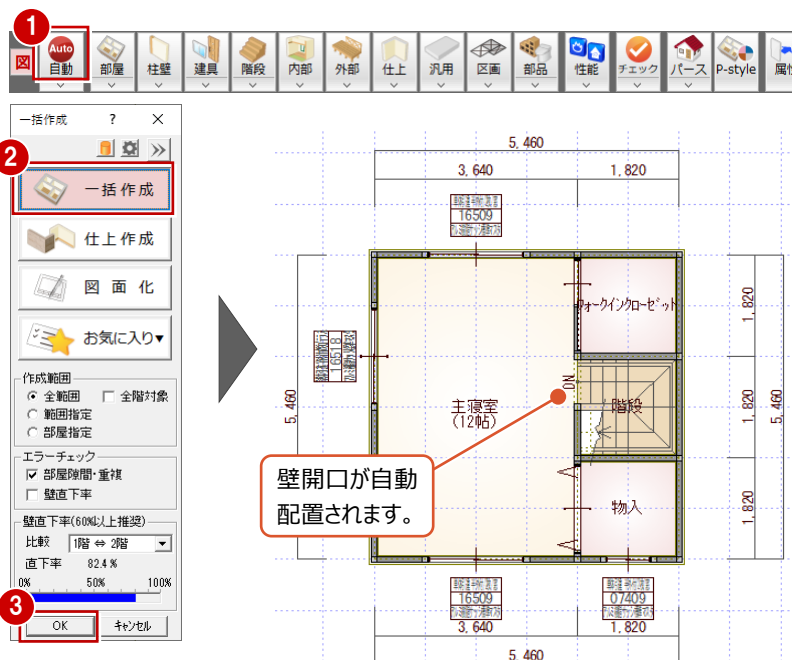 1
Auto
図
自動
部屋
柱壁
建具
階段
内部
外部
仕上
汎用
区画
部品
性能
チェック
パース
P-style
一括作成 ? ×
2
一括作成
仕上作成
図面化
お気に入り▼
作成範囲
全範囲 全階対象
範囲指定
部屋指定
エラーチェック
部屋隙間・重複
壁直下率
壁直下率(60%以上推奨)
比較 1階 ⇔ 2階
直下率 82.4 %
0% 50% 100%
3
OK キャンセル
5,460
3,640 1,820
16509
ウォークインクローゼット
1,820
16518
5,460
主寝室
(12帖)
DN
階段
1,820
5,460
壁開口が自動
配置されます。
物入
1,820
16509
07409
3,640 1,820
5,460